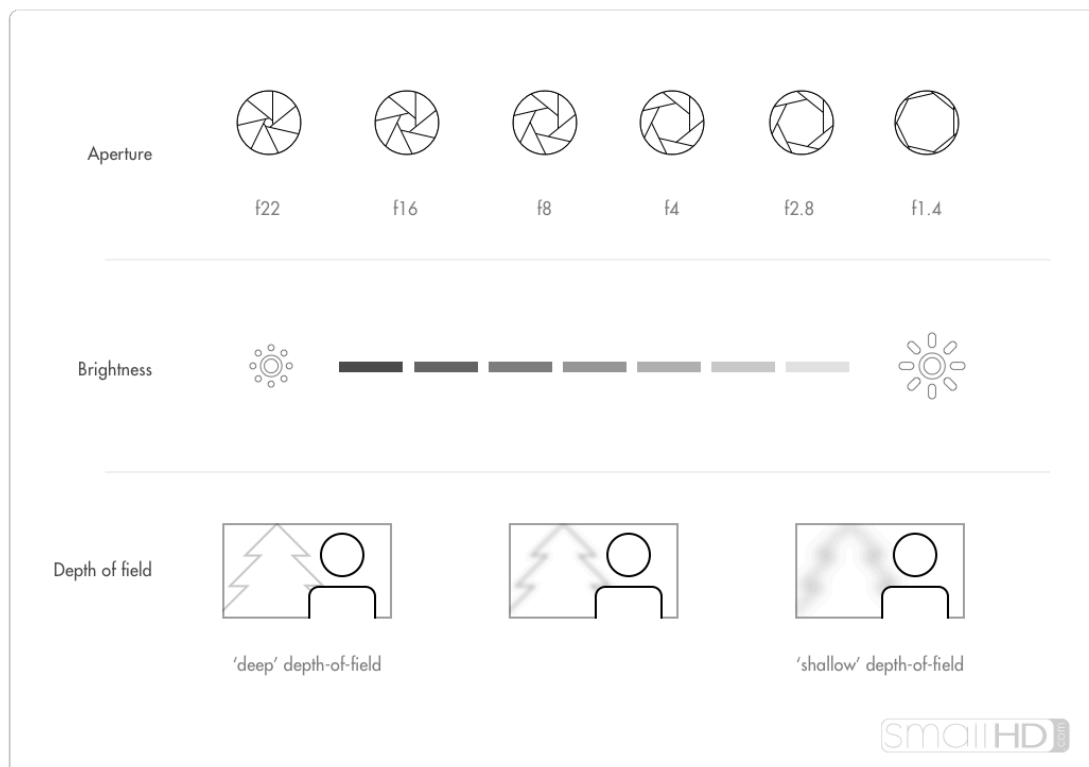 Aperture
f22
f16
f8
f4
f2.8
f1.4
Brightness
Depth of field
‘deep’ depth-of-field
‘shallow’ depth-of-field
smallHD.com